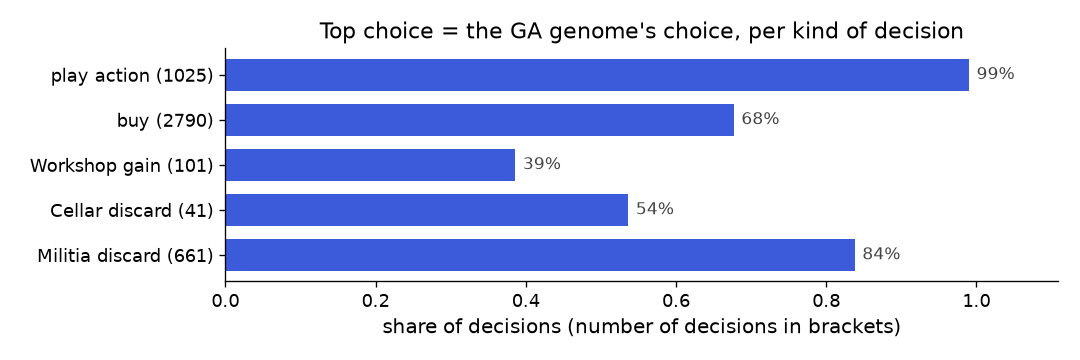 Top choice = the GA genome's choice, per kind of decision
play action (1025)
99%
buy (2790)
68%
Workshop gain (101)
39%
Cellar discard (41)
54%
Militia discard (661)
84%
0.0 0.2 0.4 0.6 0.8 1.0
share of decisions (number of decisions in brackets)